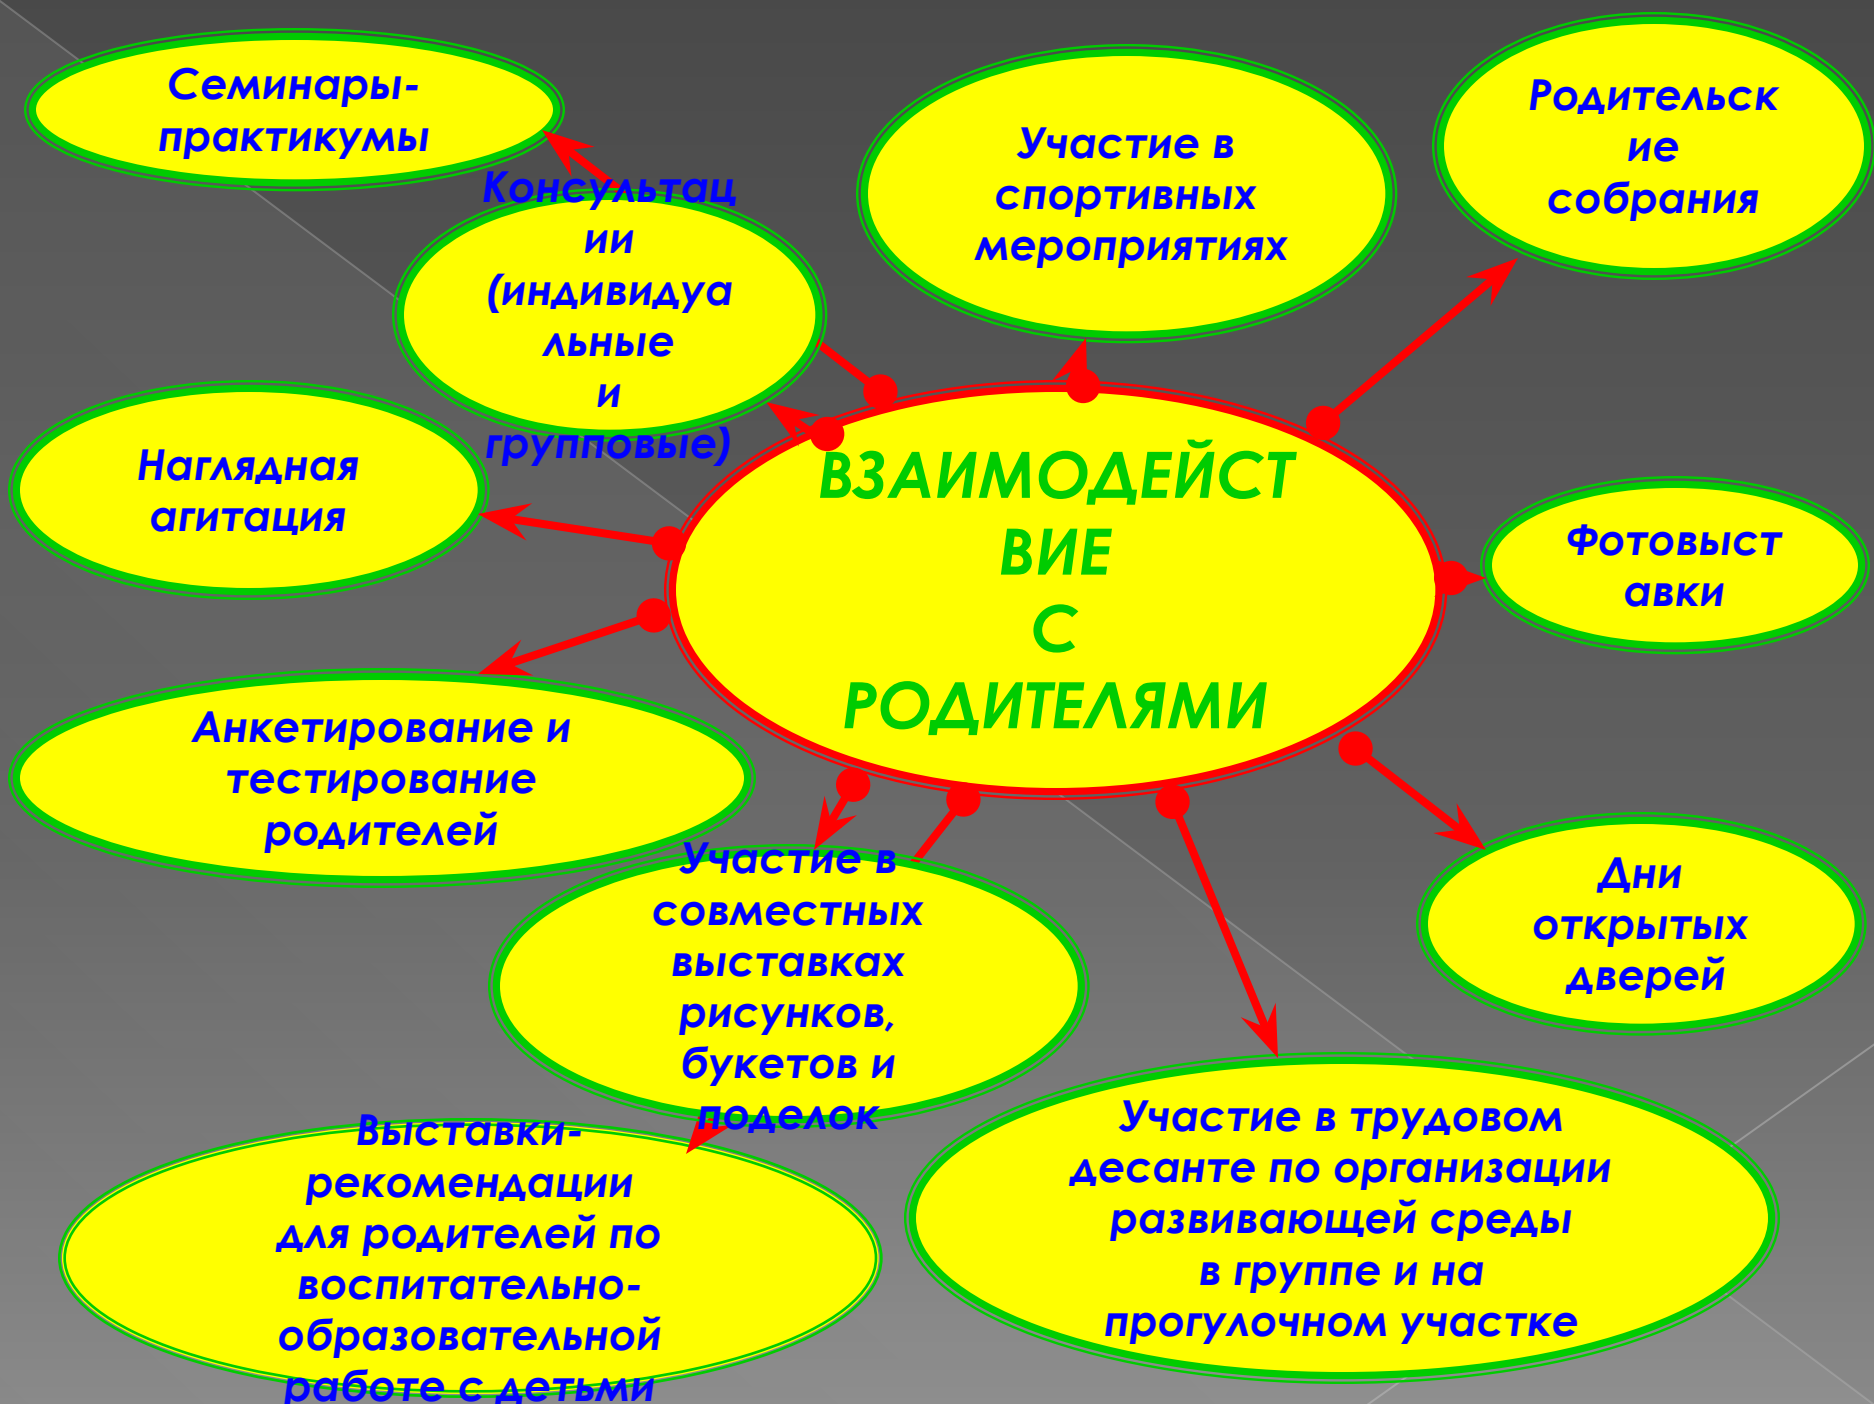 Семинары-
практикумы
Консультац
ии
(индивидуа
льные
и
групповые)
Участие в
спортивных
мероприятиях
Родительск
ие
собрания
Наглядная
агитация
ВЗАИМОДЕЙСТ
ВИЕ
С
РОДИТЕЛЯМИ
Фотовыст
авки
Анкетирование и
тестирование
родителей
Участие в
совместных
выставках
рисунков,
букетов и
поделок
Дни
открытых
дверей
Выставки-
рекомендации
для родителей по
воспитательно-
образовательной
работе с детьми
Участие в трудовом
десанте по организации
развивающей среды
в группе и на
прогулочном участке